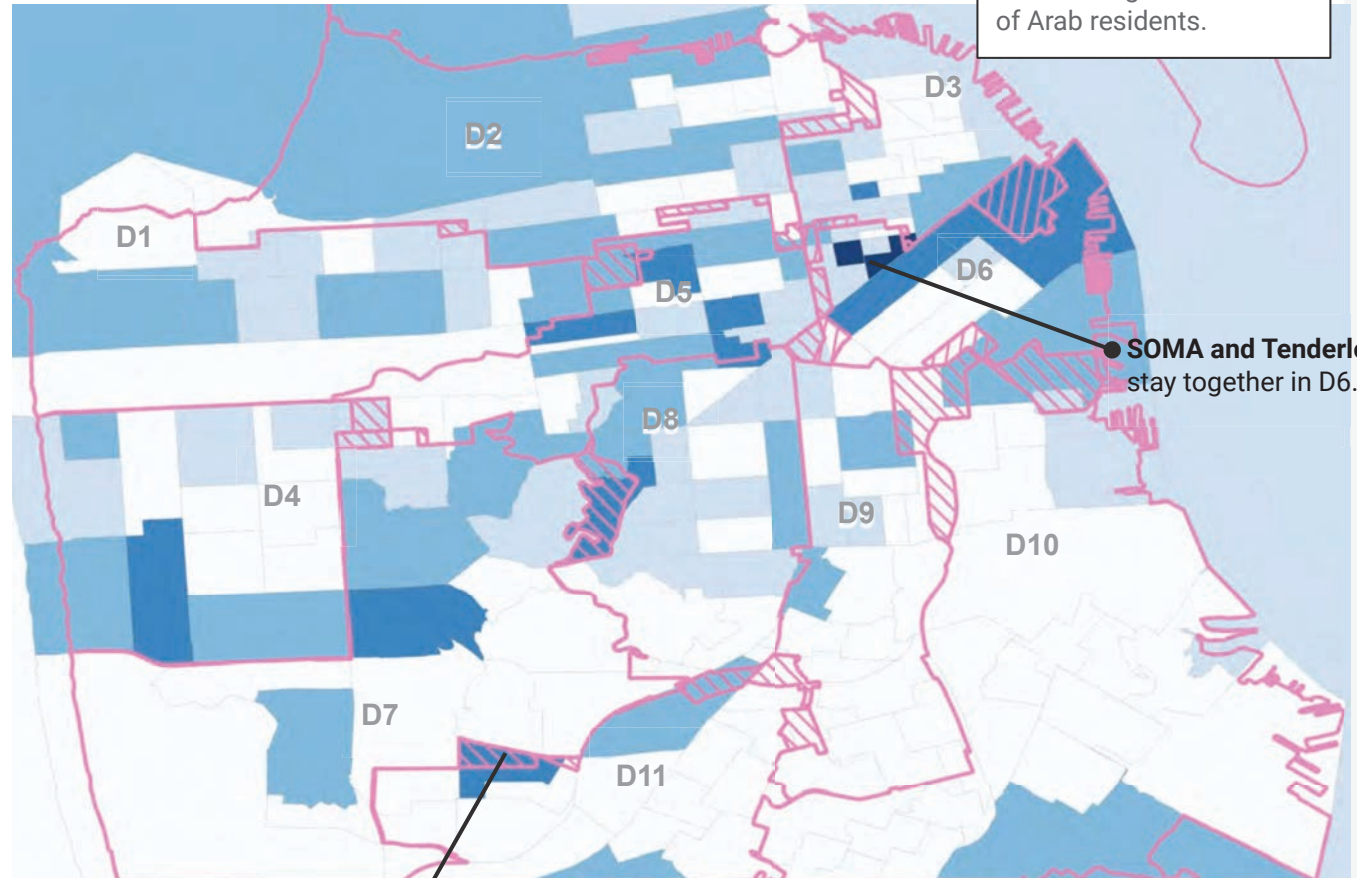 of Arab residents.
D3
D2
D1
D6
D5
SOMA and
stay together in D6.
D8
D4
D9
D10
D7
D11